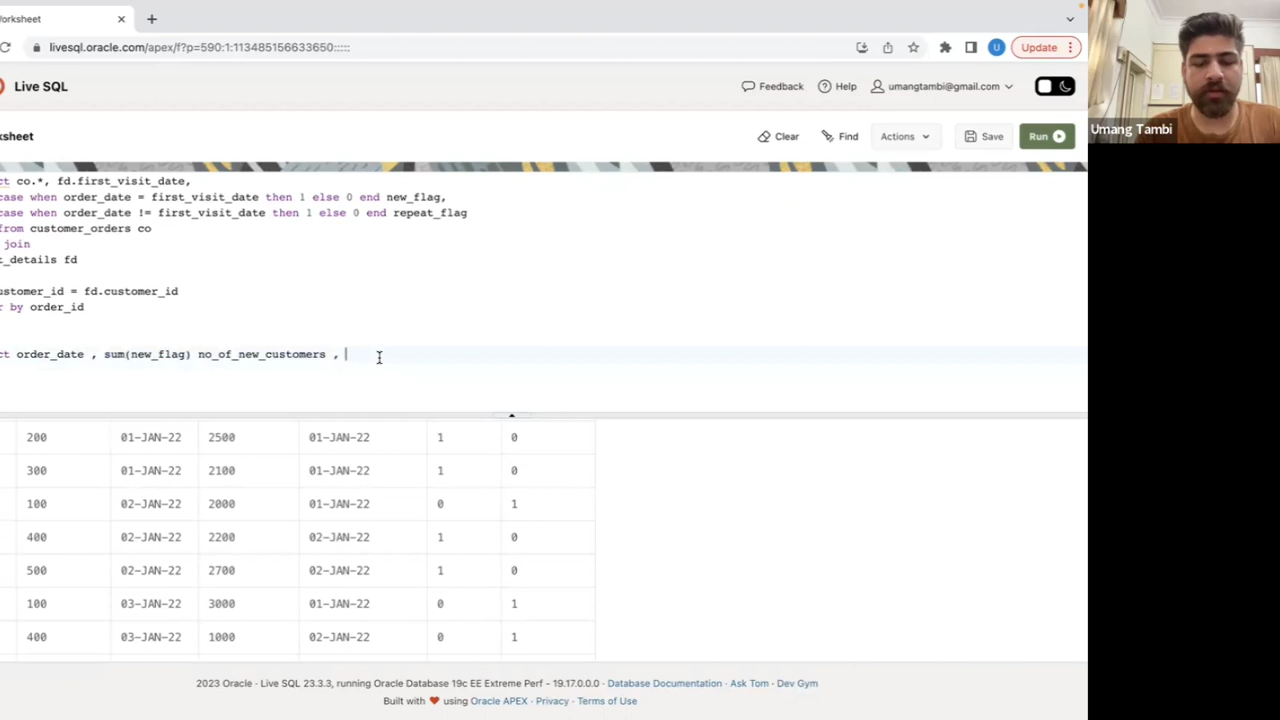 orksheet
livesql.oracle.com/apex/f?p=590:1:113485156633650:::::
U
Update
Live SQL
Feedback
Help
umangtambi@gmail.com
ksheet
Clear
Find
Actions
Save
Run
Umang Tambi
ct co.*, fd.first_visit_date,
case when order_date = first_visit_date then 1 else 0 end new_flag,
case when order_date != first_visit_date then 1 else 0 end repeat_flag
from customer_orders co
join
t_details fd
ustomer_id = fd.customer_id
r by order_id
ct order_date , sum(new_flag) no_of_new_customers ,
200 01-JAN-22 2500 01-JAN-22 1 0
300 01-JAN-22 2100 01-JAN-22 1 0
100 02-JAN-22 2000 01-JAN-22 0 1
400 02-JAN-22 2200 02-JAN-22 1 0
500 02-JAN-22 2700 02-JAN-22 1 0
100 03-JAN-22 3000 01-JAN-22 0 1
400 03-JAN-22 1000 02-JAN-22 0 1
2023 Oracle · Live SQL 23.3.3, running Oracle Database 19c EE Extreme Perf - 19.17.0.0.0 · Database Documentation · Ask Tom · Dev Gym
Built with ❤ using Oracle APEX · Privacy · Terms of Use